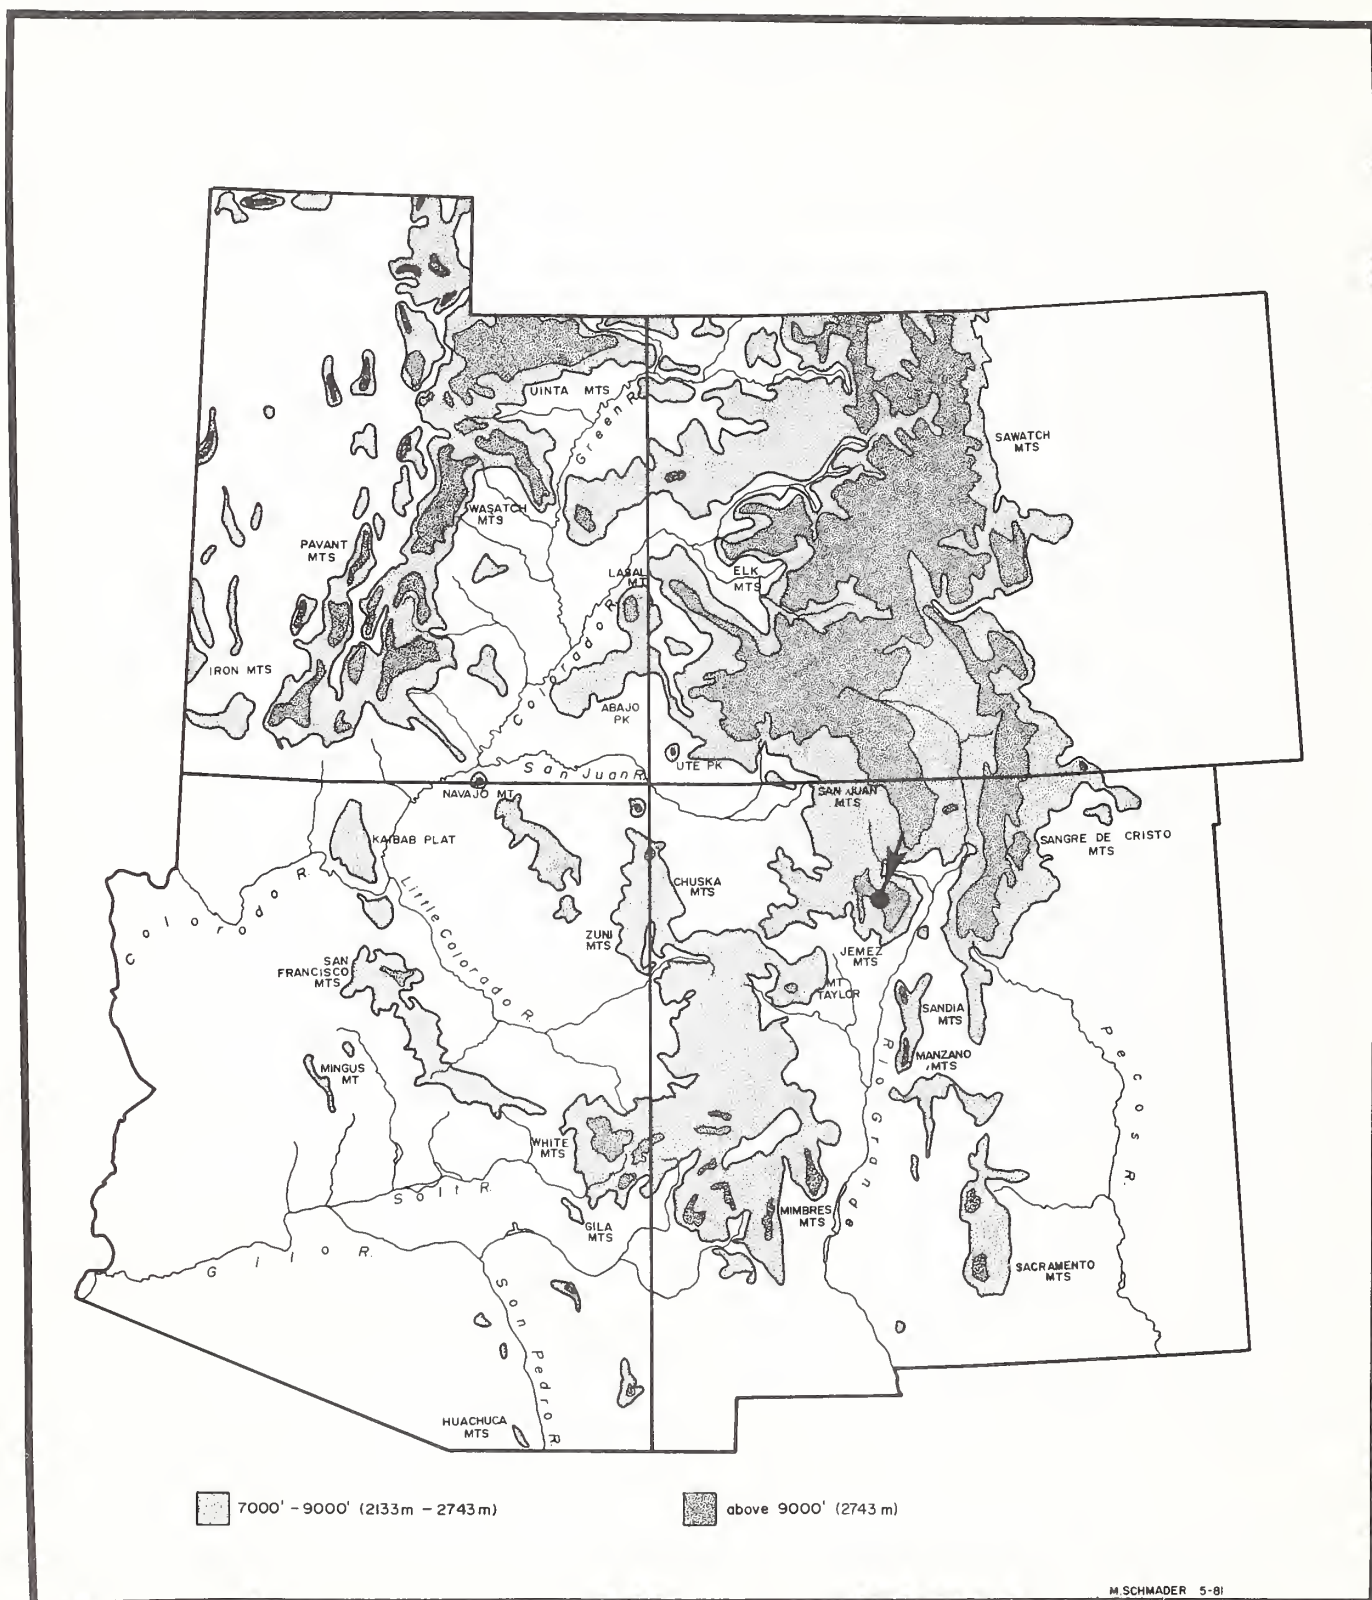 UINTA MTS
Green R.
SAWATCH
MTS
WASATCH
MTS
PAVANT
MTS
LASAL
MT
ELK
MTS
Colorado R.
IRON MTS
ABAJO
PK
UTE PK
San Juan R.
NAVAJO MT.
SAN JUAN
MTS
KAIBAB PLAT
SANGRE DE CRISTO
MTS
Colorado R.
Little Colorado R.
CHUSKA
MTS
ZUNI
MTS
JEMEZ
MTS
SAN
FRANCISCO
MTS
MT
TAYLOR
SANDIA
MTS
MANZANO
MTS
Pecos R.
Rio Grande
MINGUS
MT
WHITE
MTS
Salt R.
GILA
MTS
MIMBRES
MTS
Gila R.
SACRAMENTO
MTS
San Pedro R.
HUACHUCA
MTS
7000' - 9000' (2133m - 2743m)
above 9000' (2743 m)
M.SCHMADER 5-81